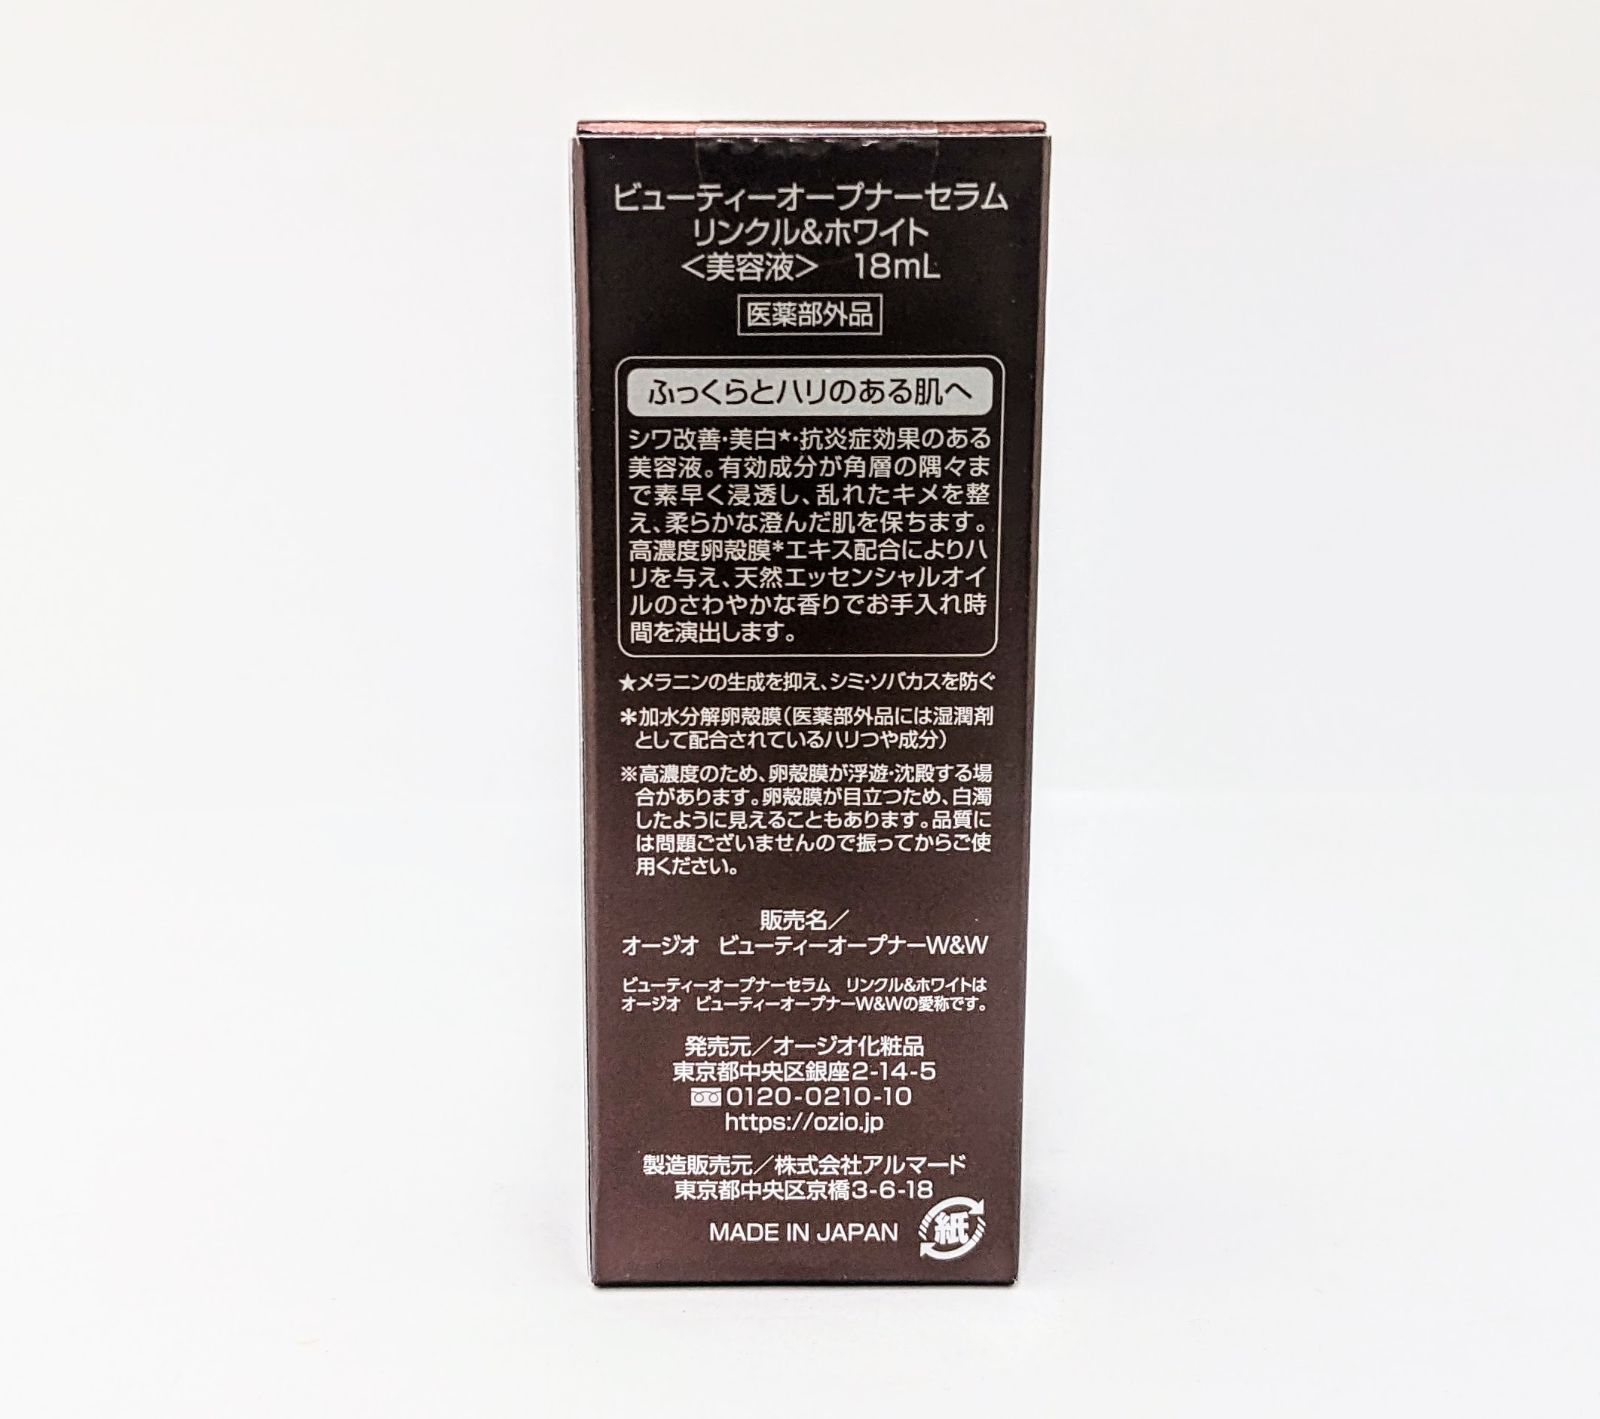 ビューティーオープナーセラム
リンクル&ホワイト
＜美容液＞　18mL
医薬部外品
ふっくらとハリのある肌へ
シワ改善・美白★・抗炎症効果のある
美容液。有効成分が角層の隅々ま
で素早く浸透し、乱れたキメを整
え、柔らかな澄んだ肌を保ちます。
高濃度卵殻膜＊エキス配合によりハ
リを与え、天然エッセンシャルオイ
ルのさわやかな香りでお手入れ時
間を演出します。
★メラニンの生成を抑え、シミ・ソバカスを防ぐ
＊加水分解卵殻膜（医薬部外品には湿潤剤
として配合されているハリつや成分）
※高濃度のため、卵殻膜が浮遊・沈殿する場
合があります。卵殻膜が目立つため、白濁
したように見えることもあります。品質に
は問題ございませんので振ってからご使
用ください。
販売名／
オージオ　ビューティーオープナーW&W
ビューティーオープナーセラム　リンクル&ホワイトは
オージオ　ビューティーオープナーW&Wの愛称です。
発売元／オージオ化粧品
東京都中央区銀座2-14-5
0120-0210-10
https://ozio.jp
製造販売元／株式会社アルマード
東京都中央区京橋3-6-18
MADE IN JAPAN
紙